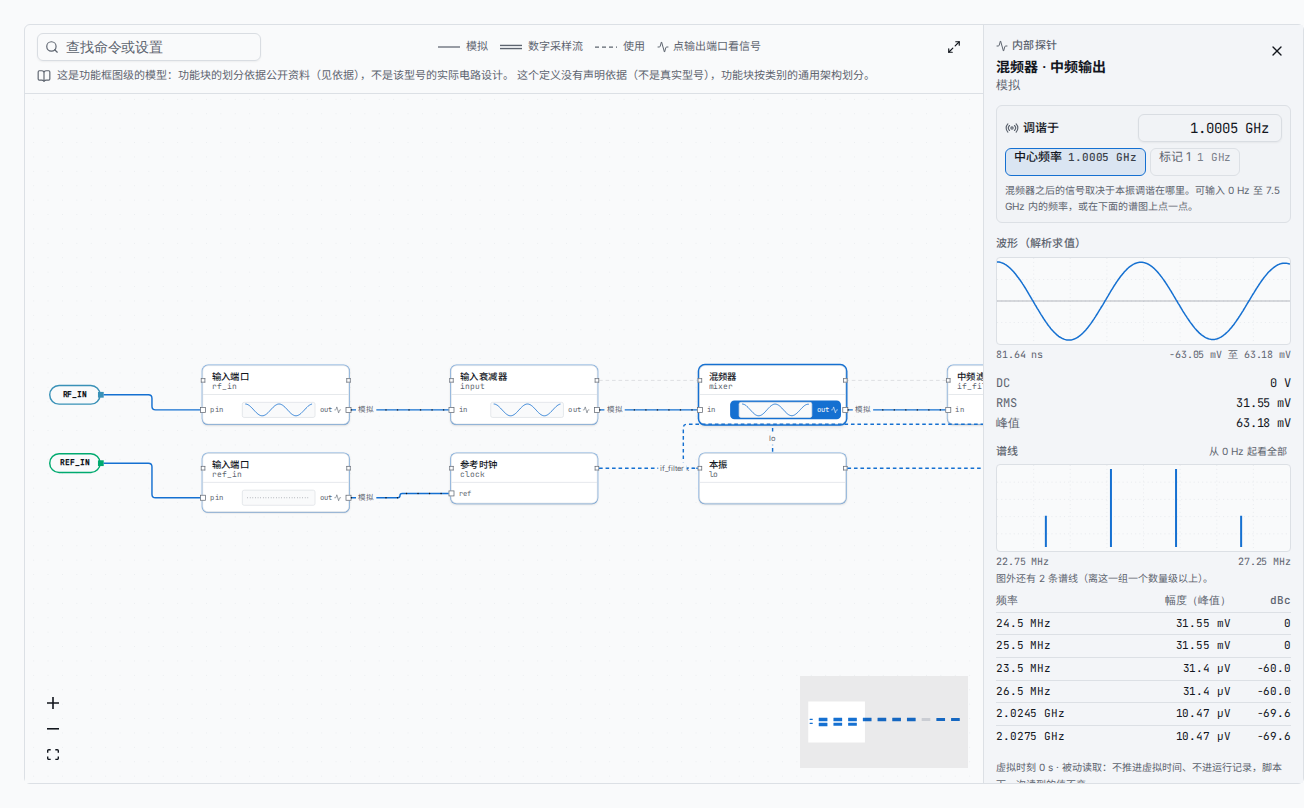 查找命令或设置
模拟
数字采样流
使用
点输出端口看信号
这是功能框图级的模型：功能块的划分依据公开资料（见依据），不是该型号的实际电路设计。 这个定义没有声明依据（不是真实型号），功能块按类别的通用架构划分。
RF_IN
输入端口
rf_in
pin
out
模拟
输入衰减器
input
in
out
模拟
混频器
mixer
in
out
模拟
中频滤
in
lo
REF_IN
输入端口
ref_in
pin
out
模拟
参考时钟
clock
ref
if_filter
本振
lo
内部探针
混频器 · 中频输出
模拟
调谐于
1.0005 GHz
中心频率 1.0005 GHz
标记 1 1 GHz
混频器之后的信号取决于本振调谐在哪里。可输入 0 Hz 至 7.5
GHz 内的频率，或在下面的谱图上点一点。
波形（解析求值）
81.64 ns
-63.05 mV 至 63.18 mV
DC 0 V
RMS 31.55 mV
峰值 63.18 mV
谱线
从 0 Hz 起看全部
22.75 MHz
27.25 MHz
图外还有 2 条谱线（离这一组一个数量级以上）。
频率 幅度（峰值） dBc
24.5 MHz 31.55 mV 0
25.5 MHz 31.55 mV 0
23.5 MHz 31.4 µV -60.0
26.5 MHz 31.4 µV -60.0
2.0245 GHz 10.47 µV -69.6
2.0275 GHz 10.47 µV -69.6
虚拟时刻 0 s · 被动读取：不推进虚拟时间、不进运行记录，脚本